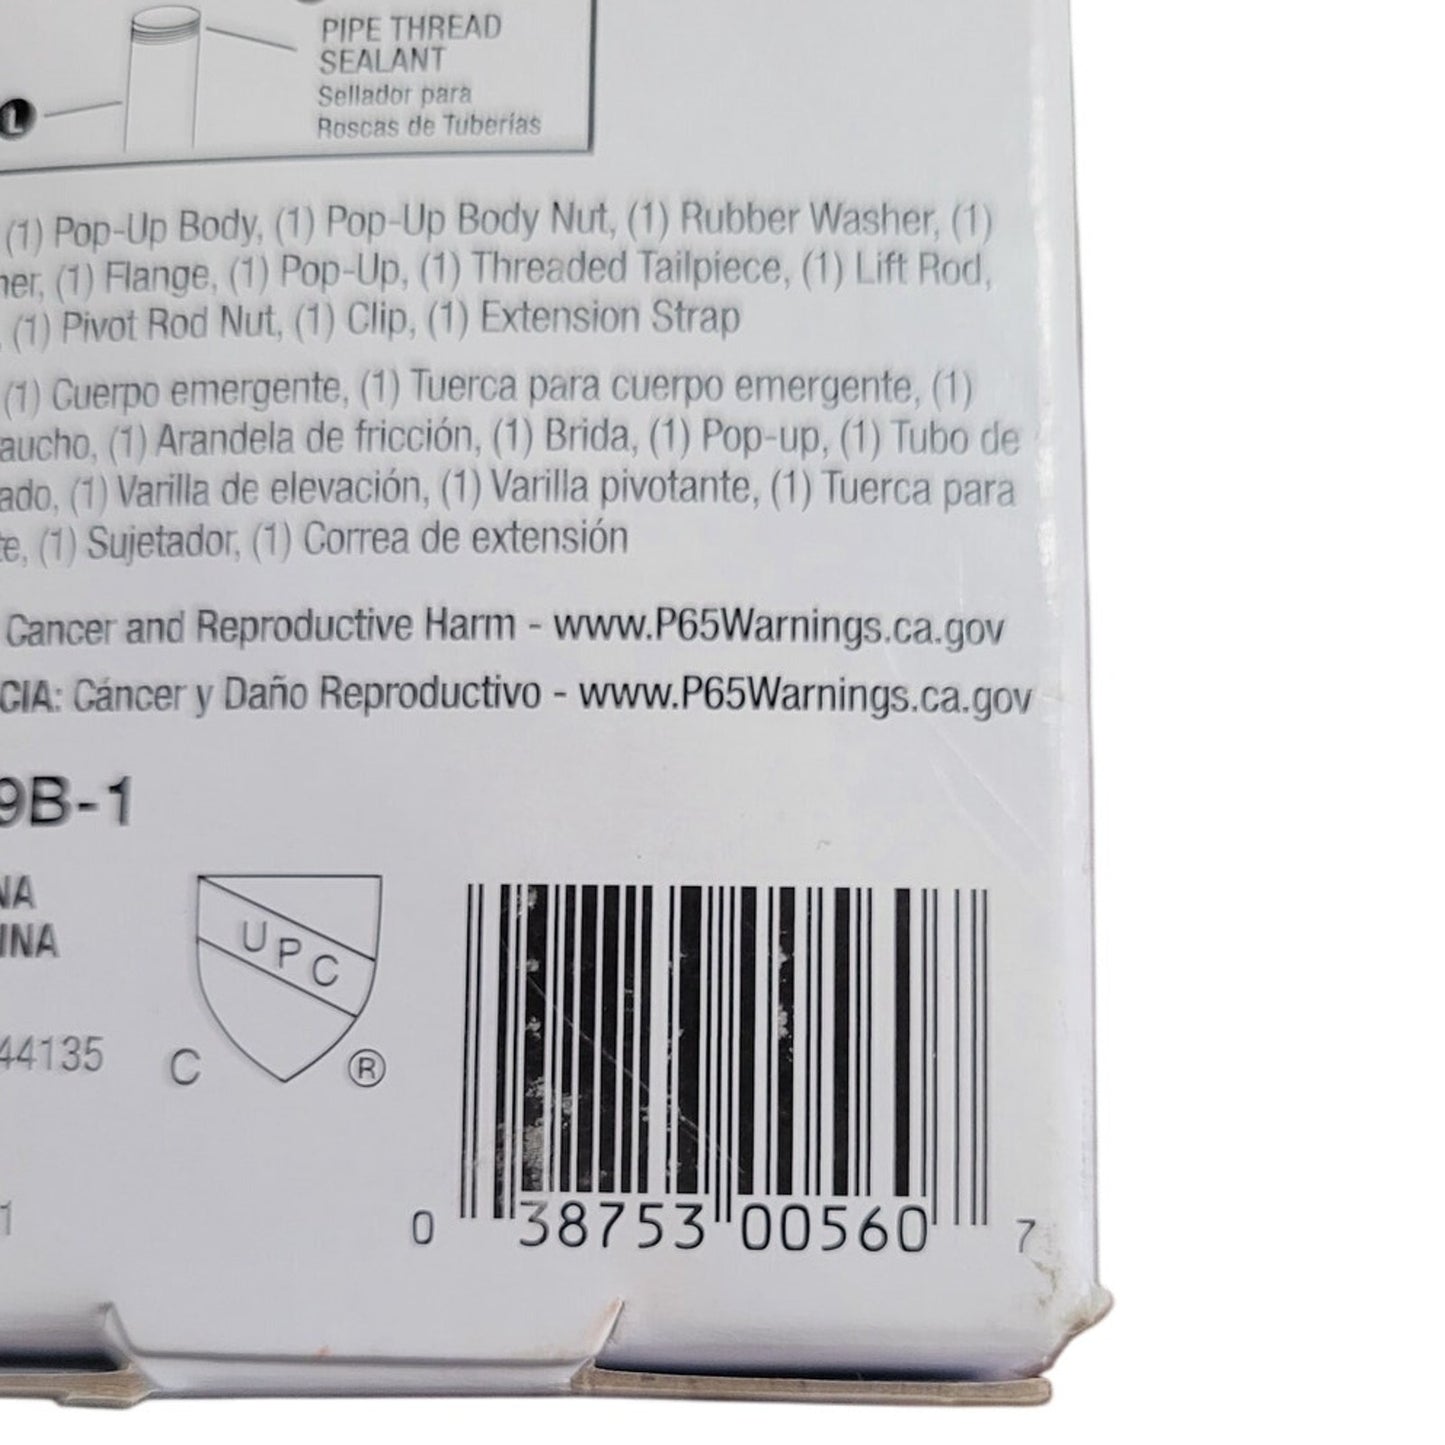 PIPE THREAD
SEALANT
Sellador para
Roscas de Tuberías
L
(1) Pop-Up Body, (1) Pop-Up Body Nut, (1) Rubber Washer, (1)
her, (1) Flange, (1) Pop-Up, (1) Threaded Tailpiece, (1) Lift Rod,
, (1) Pivot Rod Nut, (1) Clip, (1) Extension Strap
(1) Cuerpo emergente, (1) Tuerca para cuerpo emergente, (1)
aucho, (1) Arandela de fricción, (1) Brida, (1) Pop-up, (1) Tubo de
ado, (1) Varilla de elevación, (1) Varilla pivotante, (1) Tuerca para
te, (1) Sujetador, (1) Correa de extensión
Cancer and Reproductive Harm - www.P65Warnings.ca.gov
CIA: Cáncer y Daño Reproductivo - www.P65Warnings.ca.gov
9B-1
NA
INA
44135
UPC
C ®
1
0 38753 00560 7